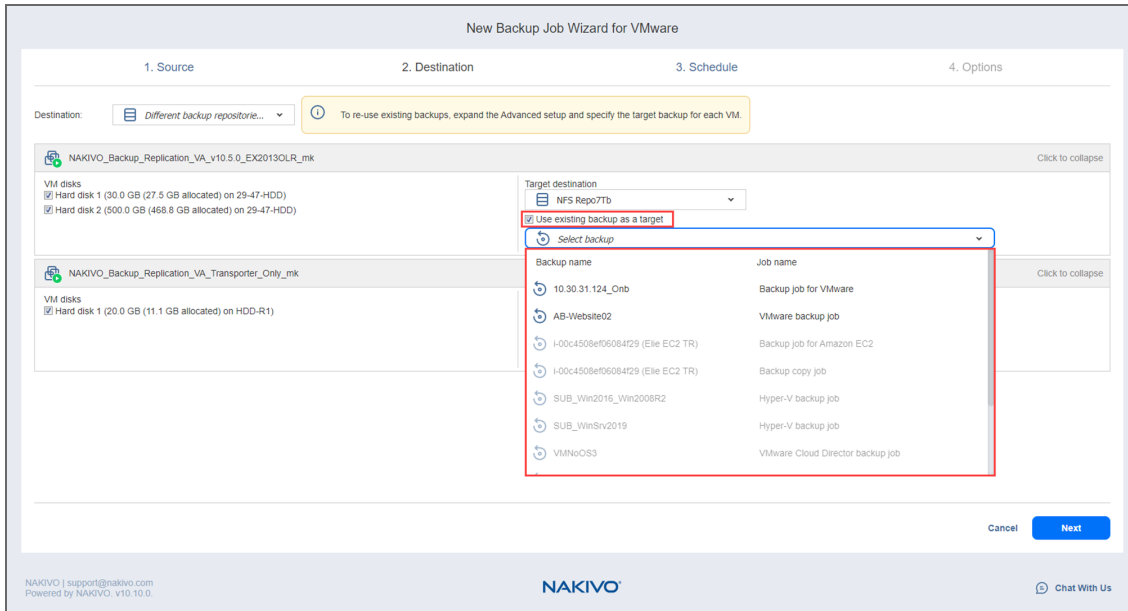 New Backup Job Wizard for VMware
1. Source
2. Destination
3. Schedule
4. Options
Destination:
Different backup repositorie...
To re-use existing backups, expand the Advanced setup and specify the target backup for each VM.
NAKIVO_Backup_Replication_VA_v10.5.0_EX2013OLR_mk
Click to collapse
VM disks
Hard disk 1 (30.0 GB (27.5 GB allocated) on 29-47-HDD)
Hard disk 2 (500.0 GB (468.8 GB allocated) on 29-47-HDD)
Target destination
NFS Repo7Tb
Use existing backup as a target
Select backup
NAKIVO_Backup_Replication_VA_Transporter_Only_mk
Click to collapse
VM disks
Hard disk 1 (20.0 GB (11.1 GB allocated) on HDD-R1)
Backup name Job name
10.30.31.124_Onb Backup job for VMware
AB-Website02 VMware backup job
i-00c4508ef06084f29 (Elie EC2 TR) Backup job for Amazon EC2
i-00c4508ef06084f29 (Elie EC2 TR) Backup copy job
SUB_Win2016_Win2008R2 Hyper-V backup job
SUB_WinSrv2019 Hyper-V backup job
VMNoOS3 VMware Cloud Director backup job
Cancel
Next
NAKIVO | support@nakivo.com
Powered by NAKIVO. v10.10.0.
NAKIVO®
Chat With Us